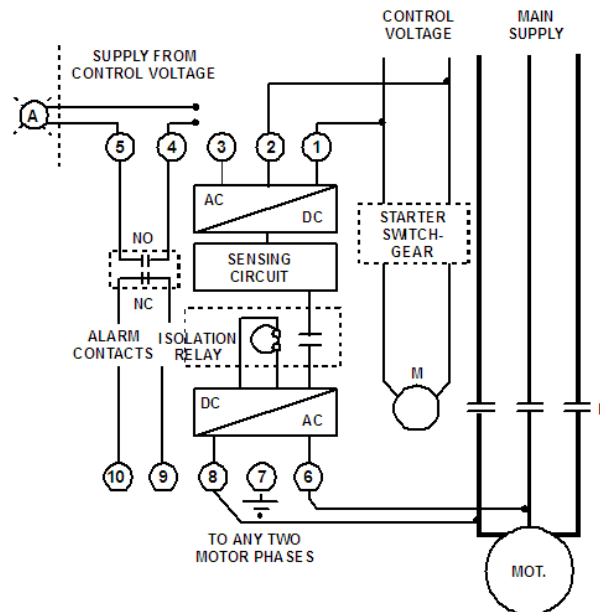 CONTROL
VOLTAGE
MAIN
SUPPLY
SUPPLY FROM
CONTROL VOLTAGE
A
5
4
3
2
1
AC
DC
STARTER
SWITCH-
GEAR
NO
SENSING
CIRCUIT
NC
ALARM
CONTACTS
ISOLATION
RELAY
M
DC
AC
10
9
8
7
6
TO ANY TWO
MOTOR PHASES
MOT.